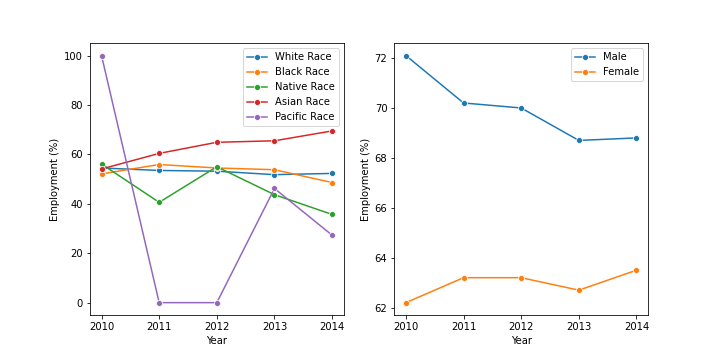 Employment (%)
100
80
60
40
20
0
2010 2011 2012 2013 2014
Year
White Race
Black Race
Native Race
Asian Race
Pacific Race
Employment (%)
72
70
68
66
64
62
2010 2011 2012 2013 2014
Year
Male
Female